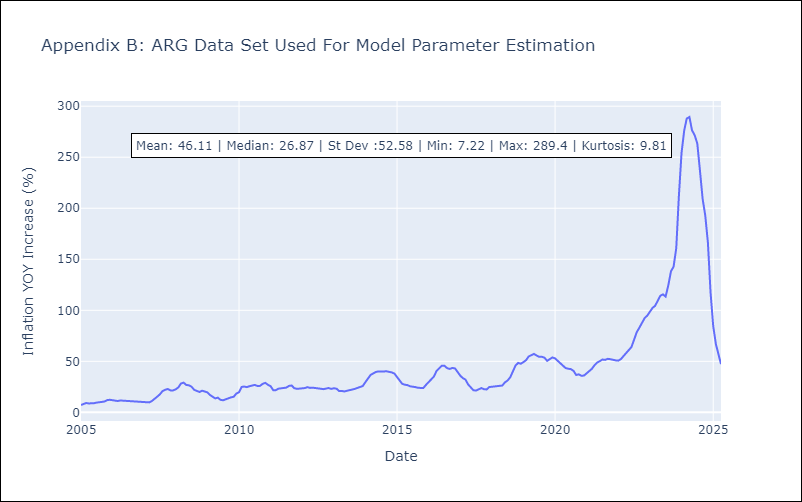 Appendix B: ARG Data Set Used For Model Parameter Estimation
300
Mean: 46.11 | Median: 26.87 | St Dev :52.58 | Min: 7.22 | Max: 289.4 | Kurtosis: 9.81
250
200
150
100
50
0
Inflation YOY Increase (%)
2005 2010 2015 2020 2025
Date